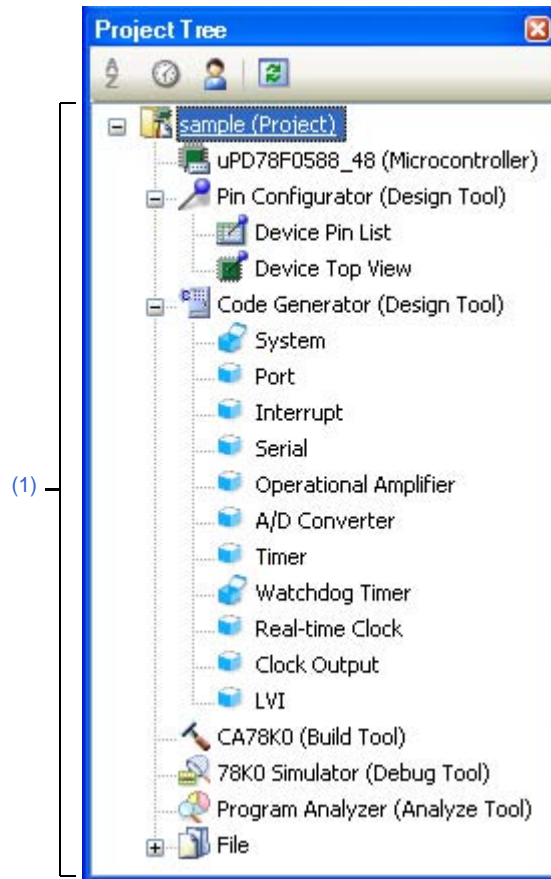 Project Tree
sample (Project)
uPD78F0588_48 (Microcontroller)
Pin Configurator (Design Tool)
Device Pin List
Device Top View
Code Generator (Design Tool)
System
Port
Interrupt
Serial
(1)
Operational Amplifier
A/D Converter
Timer
Watchdog Timer
Real-time Clock
Clock Output
LVI
CA78K0 (Build Tool)
78K0 Simulator (Debug Tool)
Program Analyzer (Analyze Tool)
File